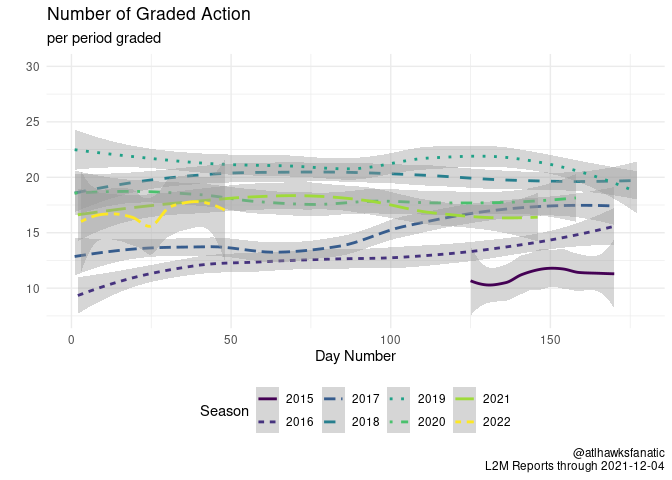 Number of Graded Action
per period graded
30
25
20
15
10
0 50 100 150
Day Number
Season 2015 2017 2019 2021
2016 2018 2020 2022
@atlhawksfanatic
L2M Reports through 2021-12-04